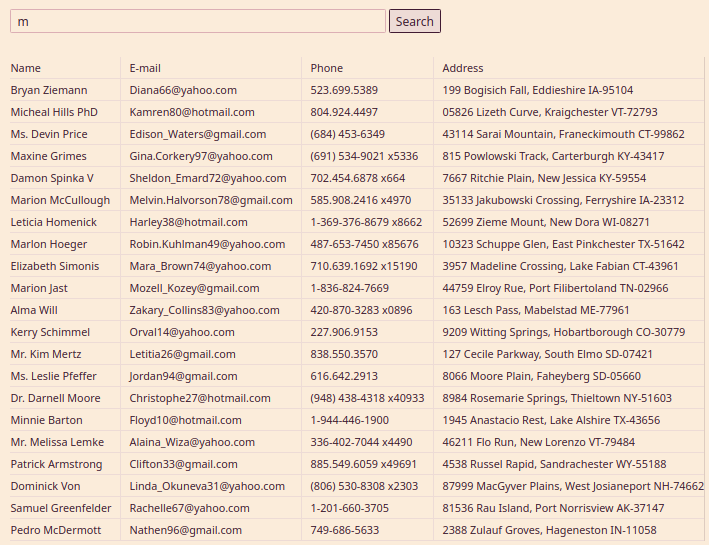 m Search
Name E-mail Phone Address
Bryan Ziemann Diana66@yahoo.com 523.699.5389 199 Bogisich Fall, Eddieshire IA-95104
Micheal Hills PhD Kamren80@hotmail.com 804.924.4497 05826 Lizeth Curve, Kraigchester VT-72793
Ms. Devin Price Edison_Waters@gmail.com (684) 453-6349 43114 Sarai Mountain, Franeckimouth CT-99862
Maxine Grimes Gina.Corkery97@yahoo.com (691) 534-9021 x5336 815 Powlowski Track, Carterburgh KY-43417
Damon Spinka V Sheldon_Emard72@yahoo.com 702.454.6878 x664 7667 Ritchie Plain, New Jessica KY-59554
Marion McCullough Melvin.Halvorson78@gmail.com 585.908.2416 x4970 35133 Jakubowski Crossing, Ferryshire IA-23312
Leticia Homenick Harley38@hotmail.com 1-369-376-8679 x8662 52699 Zieme Mount, New Dora WI-08271
Marlon Hoeger Robin.Kuhlman49@yahoo.com 487-653-7450 x85676 10323 Schuppe Glen, East Pinkchester TX-51642
Elizabeth Simonis Mara_Brown74@yahoo.com 710.639.1692 x15190 3957 Madeline Crossing, Lake Fabian CT-43961
Marion Jast Mozell_Kozey@gmail.com 1-836-824-7669 44759 Elroy Rue, Port Filibertoland TN-02966
Alma Will Zakary_Collins83@yahoo.com 420-870-3283 x0896 163 Lesch Pass, Mabelstad ME-77961
Kerry Schimmel Orval14@yahoo.com 227.906.9153 9209 Witting Springs, Hobartborough CO-30779
Mr. Kim Mertz Letitia26@gmail.com 838.550.3570 127 Cecile Parkway, South Elmo SD-07421
Ms. Leslie Pfeffer Jordan94@gmail.com 616.642.2913 8066 Moore Plain, Faheyberg SD-05660
Dr. Darnell Moore Christophe27@hotmail.com (948) 438-4318 x40933 8984 Rosemarie Springs, Thieltown NY-51603
Minnie Barton Floyd10@hotmail.com 1-944-446-1900 1945 Anastacio Rest, Lake Alshire TX-43656
Mr. Melissa Lemke Alaina_Wiza@yahoo.com 336-402-7044 x4490 46211 Flo Run, New Lorenzo VT-79484
Patrick Armstrong Clifton33@gmail.com 885.549.6059 x49691 4538 Russel Rapid, Sandrachester WY-55188
Dominick Von Linda_Okuneva31@yahoo.com (806) 530-8308 x2303 87999 MacGyver Plains, West Josianeport NH-74662
Samuel Greenfelder Rachelle67@yahoo.com 1-201-660-3705 81536 Rau Island, Port Norrisview AK-37147
Pedro McDermott Nathen96@gmail.com 749-686-5633 2388 Zulauf Groves, Hageneston IN-11058